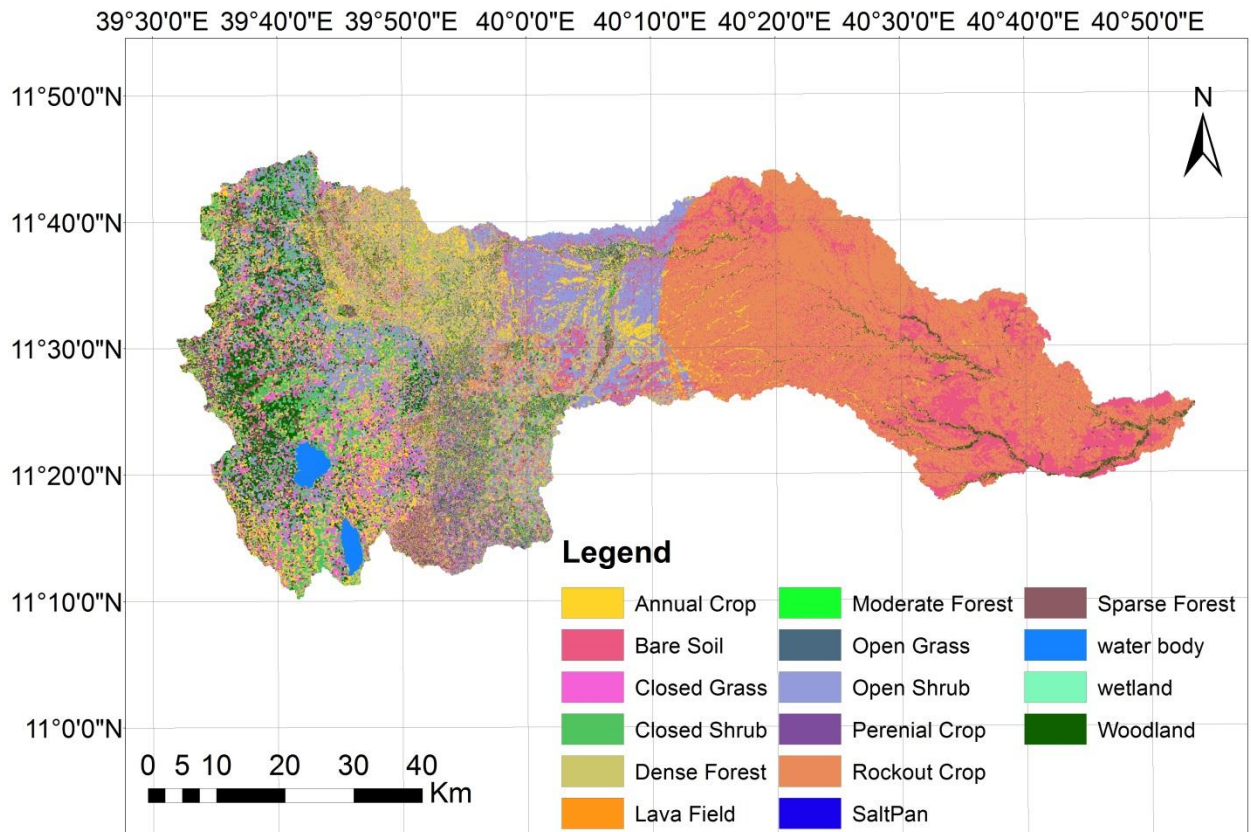 39°30'0"E 39°40'0"E 39°50'0"E 40°0'0"E 40°10'0"E 40°20'0"E 40°30'0"E 40°40'0"E 40°50'0"E
11°50'0"N
N
11°40'0"N
11°30'0"N
11°20'0"N
11°10'0"N
11°0'0"N
Legend
Annual Crop Moderate Forest Sparse Forest
Bare Soil Open Grass water body
Closed Grass Open Shrub wetland
Closed Shrub Perenial Crop Woodland
Dense Forest Rockout Crop
Lava Field SaltPan
0 5 10 20 30 40
Km